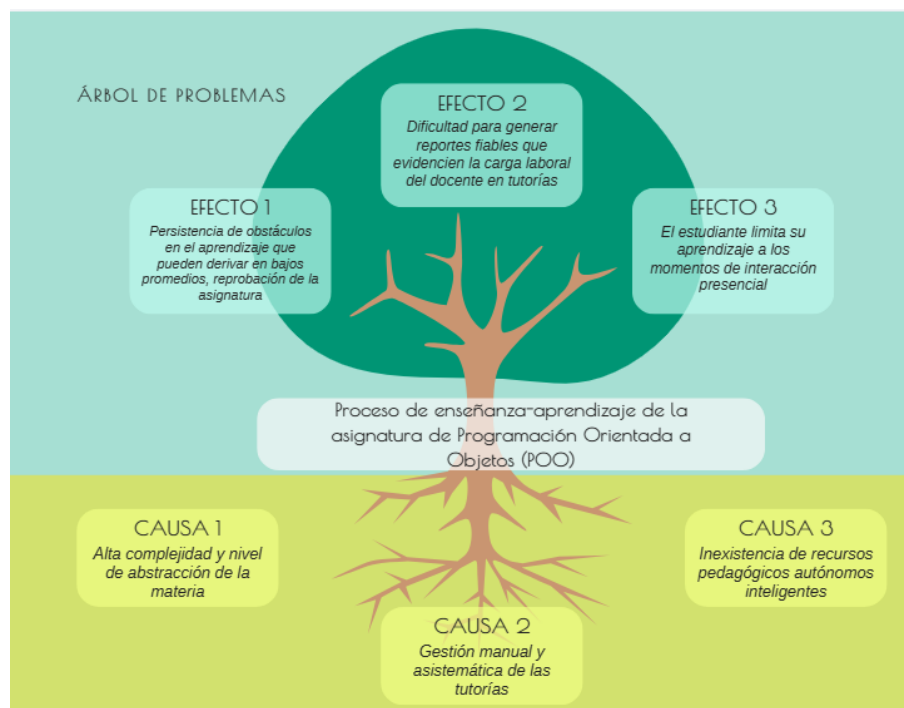 ÁRBOL DE PROBLEMAS
EFECTO 2
Dificultad para generar
reportes fiables que
evidencien la carga laboral
del docente en tutorías
EFECTO 1
Persistencia de obstáculos
en el aprendizaje que
pueden derivar en bajos
promedios, reprobación de la
asignatura
EFECTO 3
El estudiante limita su
aprendizaje a los
momentos de interacción
presencial
Proceso de enseñanza-aprendizaje de la
asignatura de Programación Orientada a
Objetos (POO)
CAUSA 1
Alta complejidad y nivel
de abstracción de la
materia
CAUSA 2
Gestión manual y
asistemática de las
tutorías
CAUSA 3
Inexistencia de recursos
pedagógicos autónomos
inteligentes